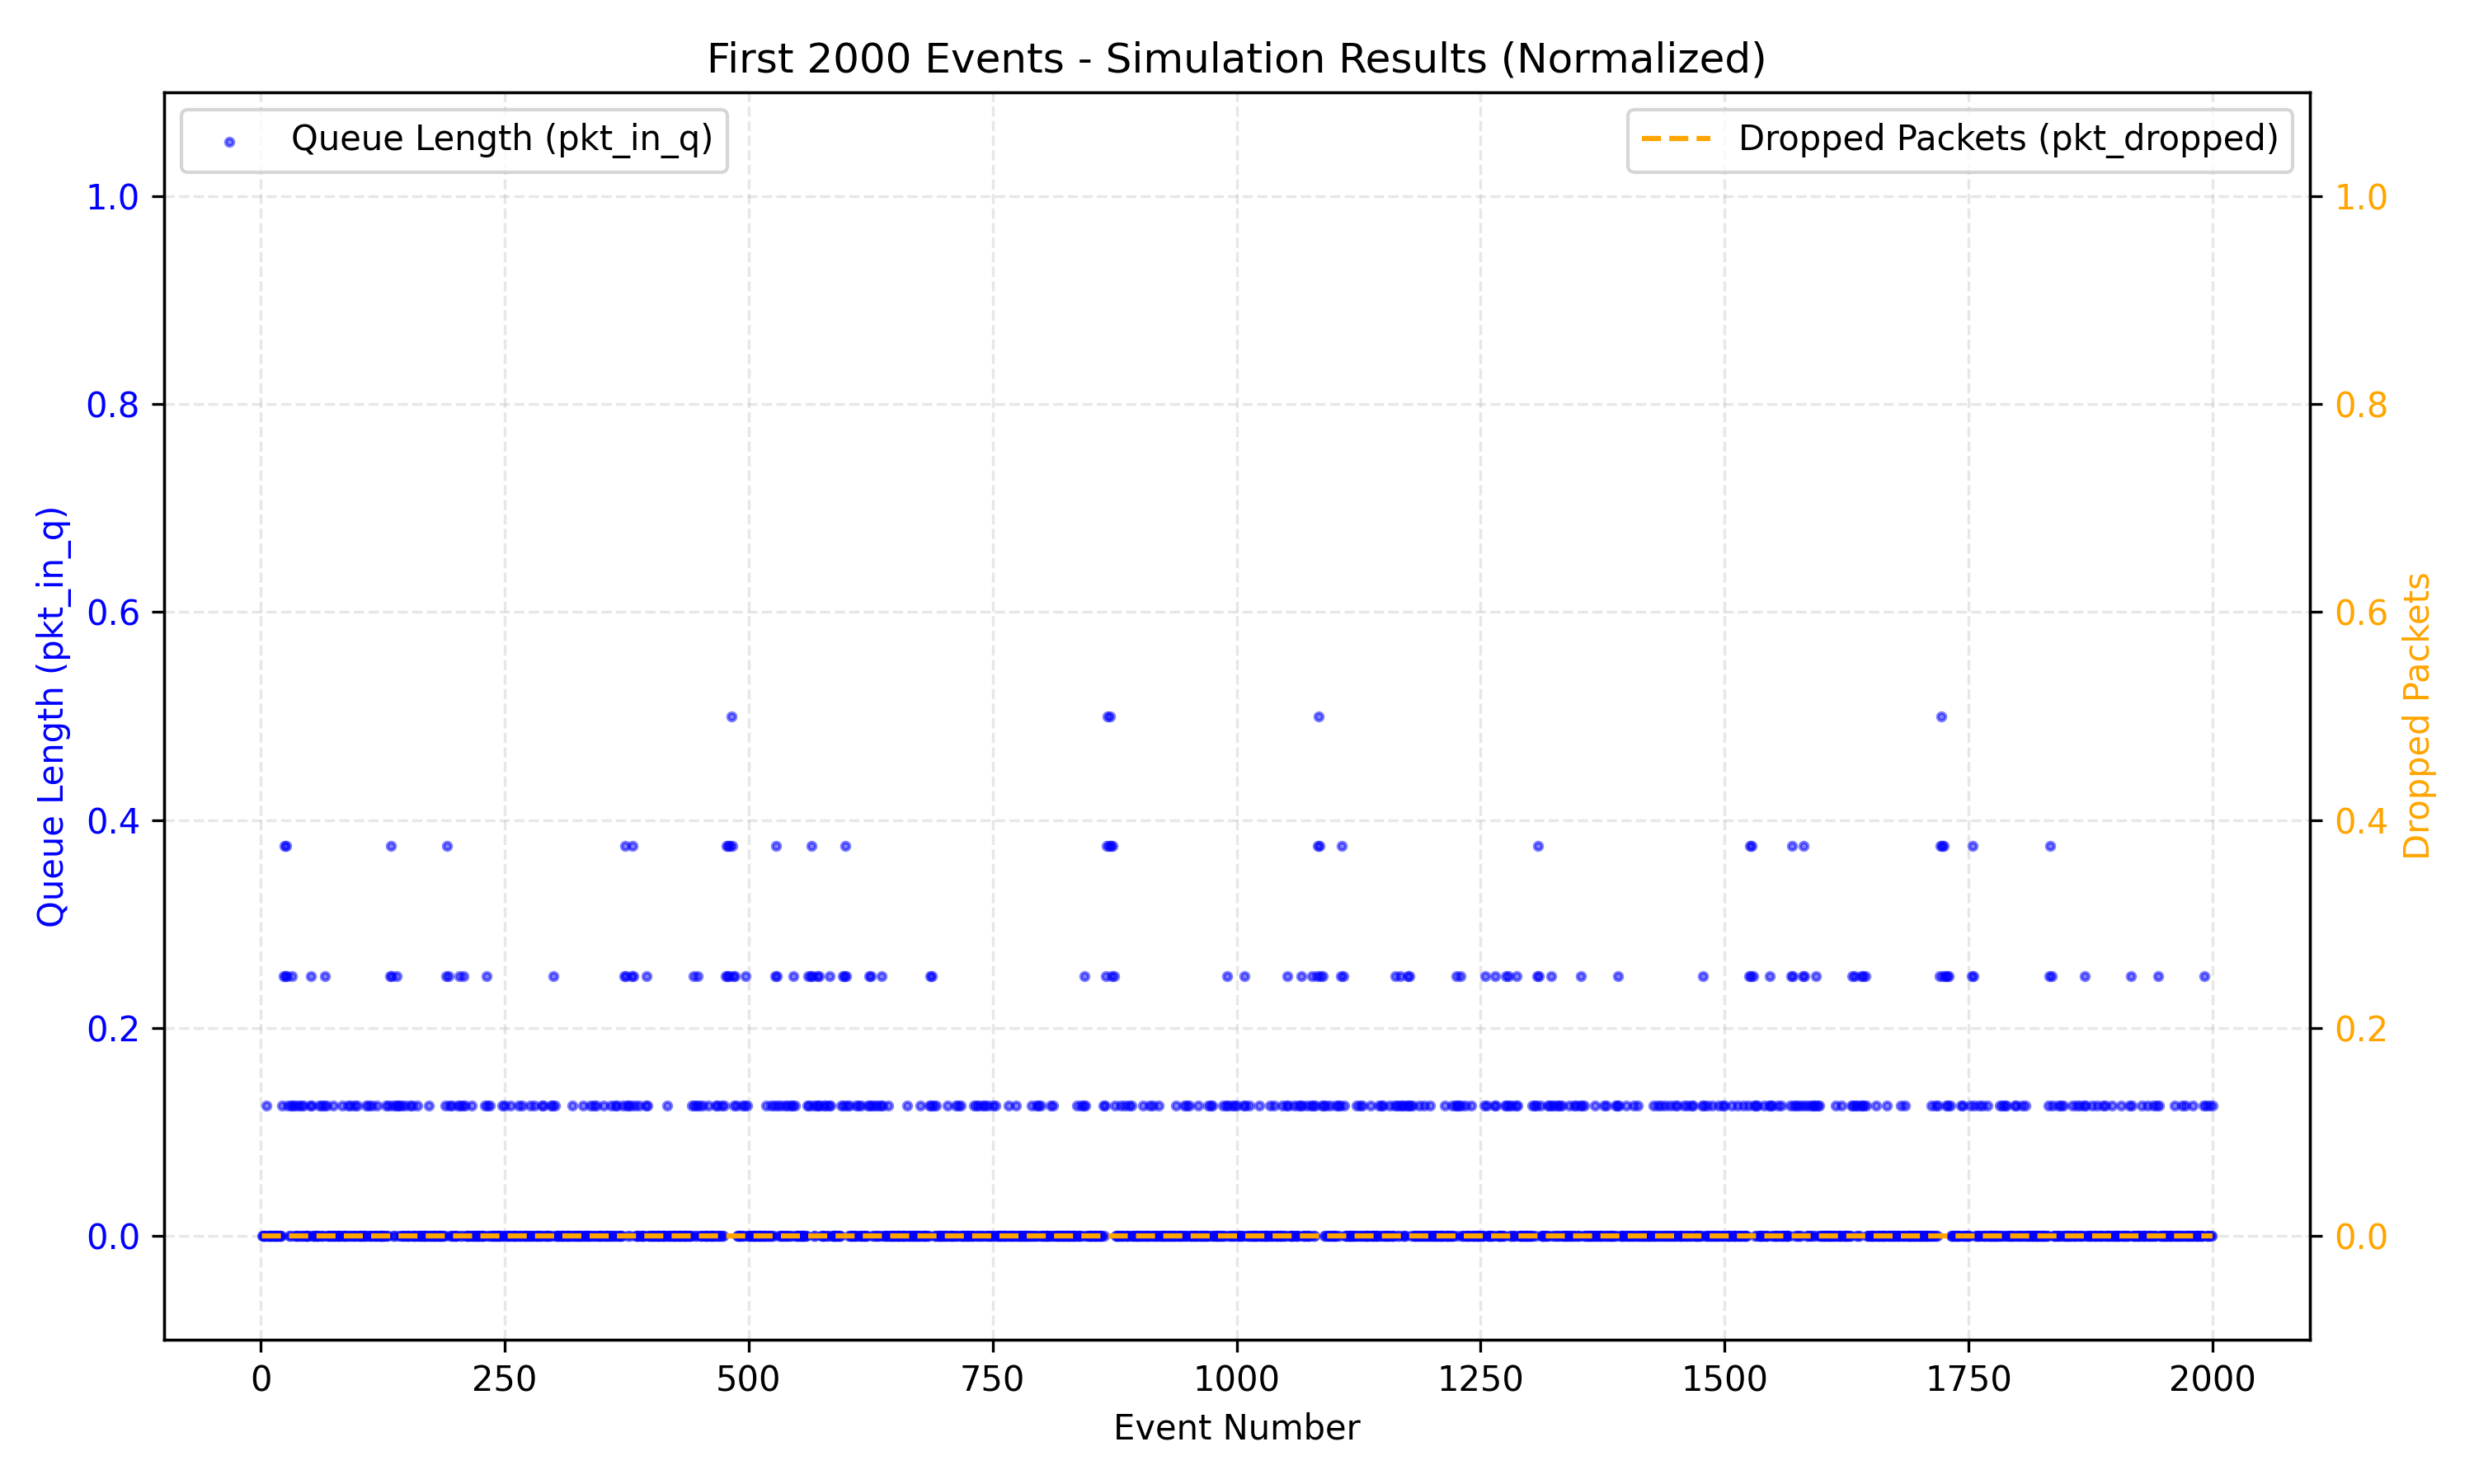 First 2000 Events - Simulation Results (Normalized)
Queue Length (pkt_in_q)
Dropped Packets (pkt_dropped)
1.0
0.8
0.6
0.4
0.2
0.0
Queue Length (pkt_in_q)
1.0
0.8
0.6
0.4
0.2
0.0
Dropped Packets
0 250 500 750 1000 1250 1500 1750 2000
Event Number